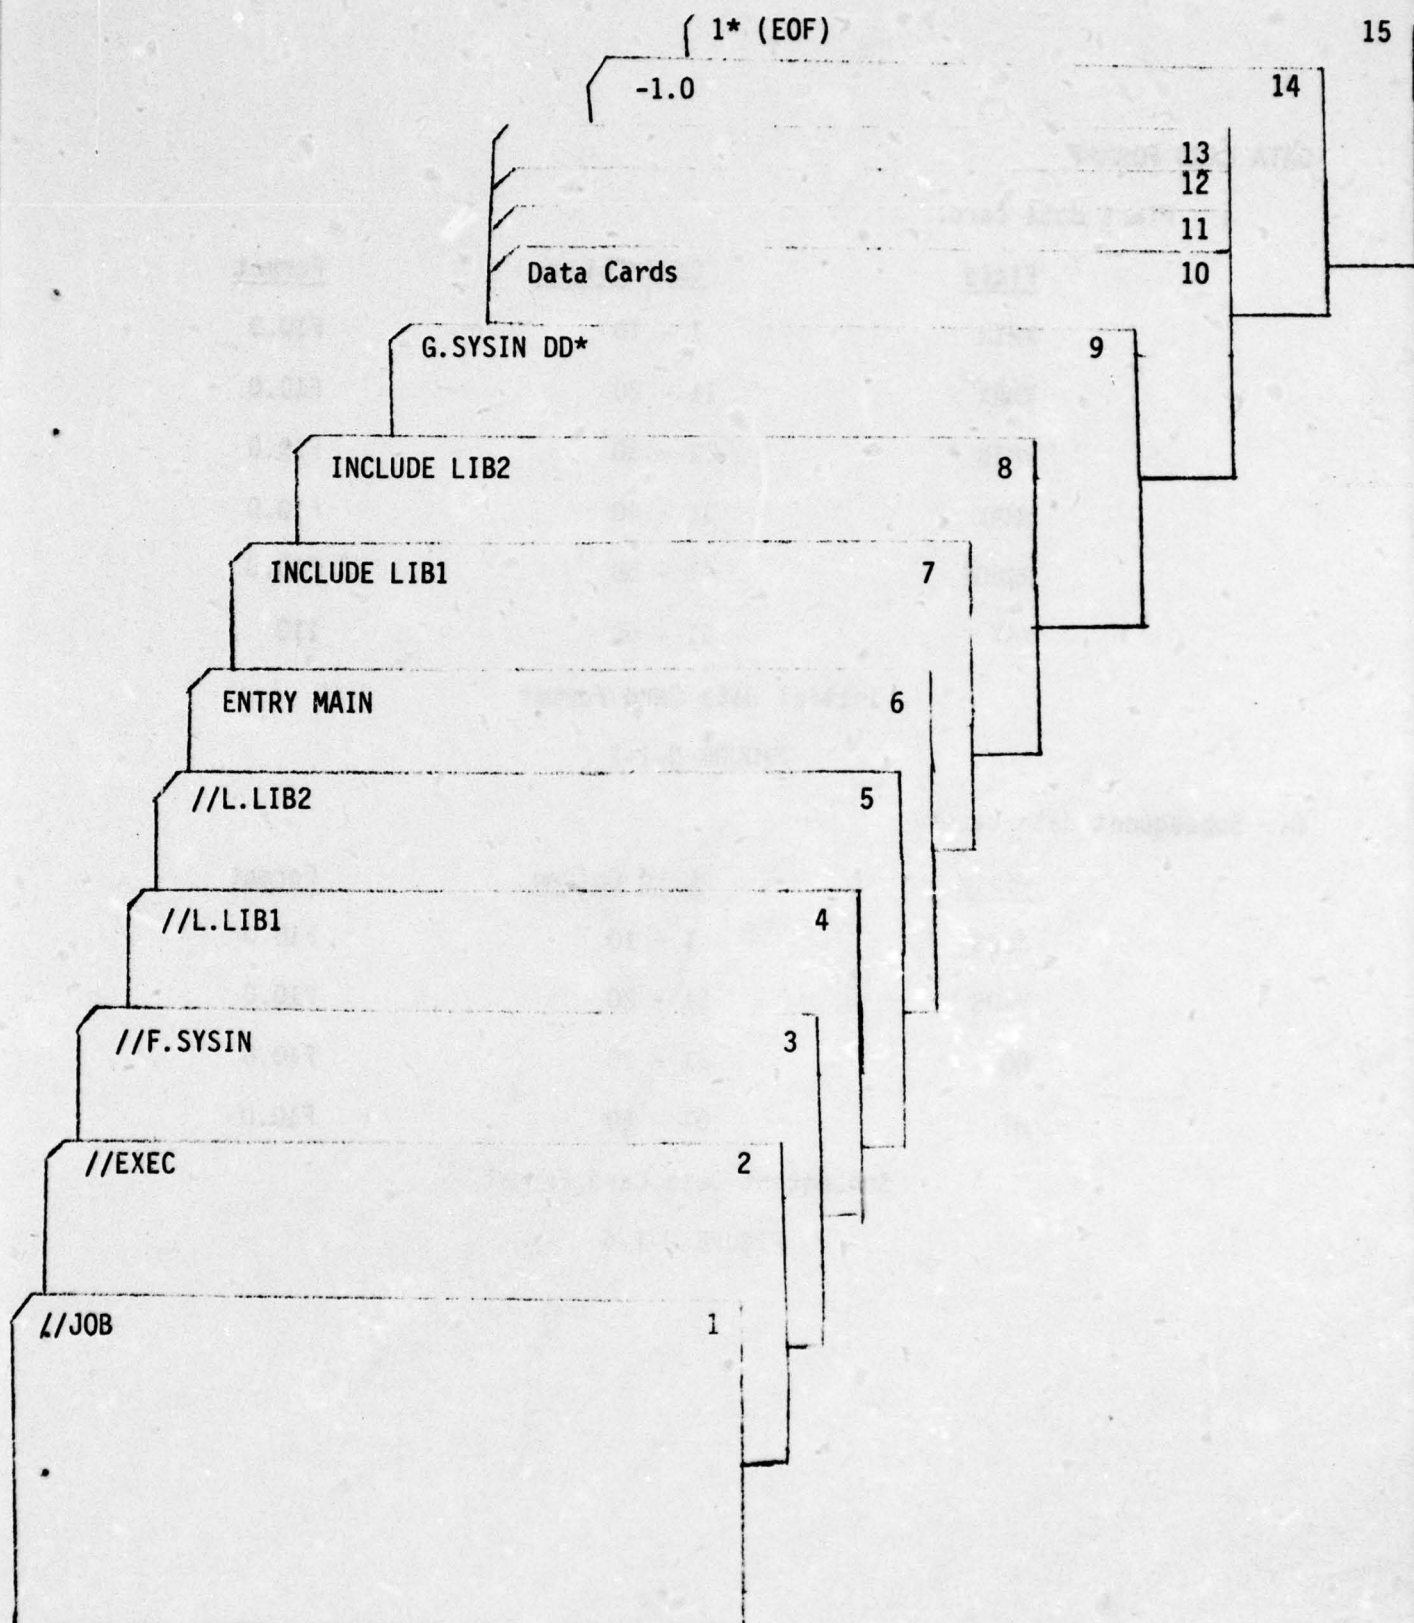 1* (EOF) 15
-1.0 14
13
12
11
Data Cards 10
G.SYSIN DD* 9
INCLUDE LIB2 8
INCLUDE LIB1 7
ENTRY MAIN 6
//L.LIB2 5
//L.LIB1 4
//F.SYSIN 3
//EXEC 2
//JOB 1